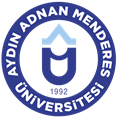 AYDIN ADNAN MENDERES
ÜNİVERSİTESİ
1992